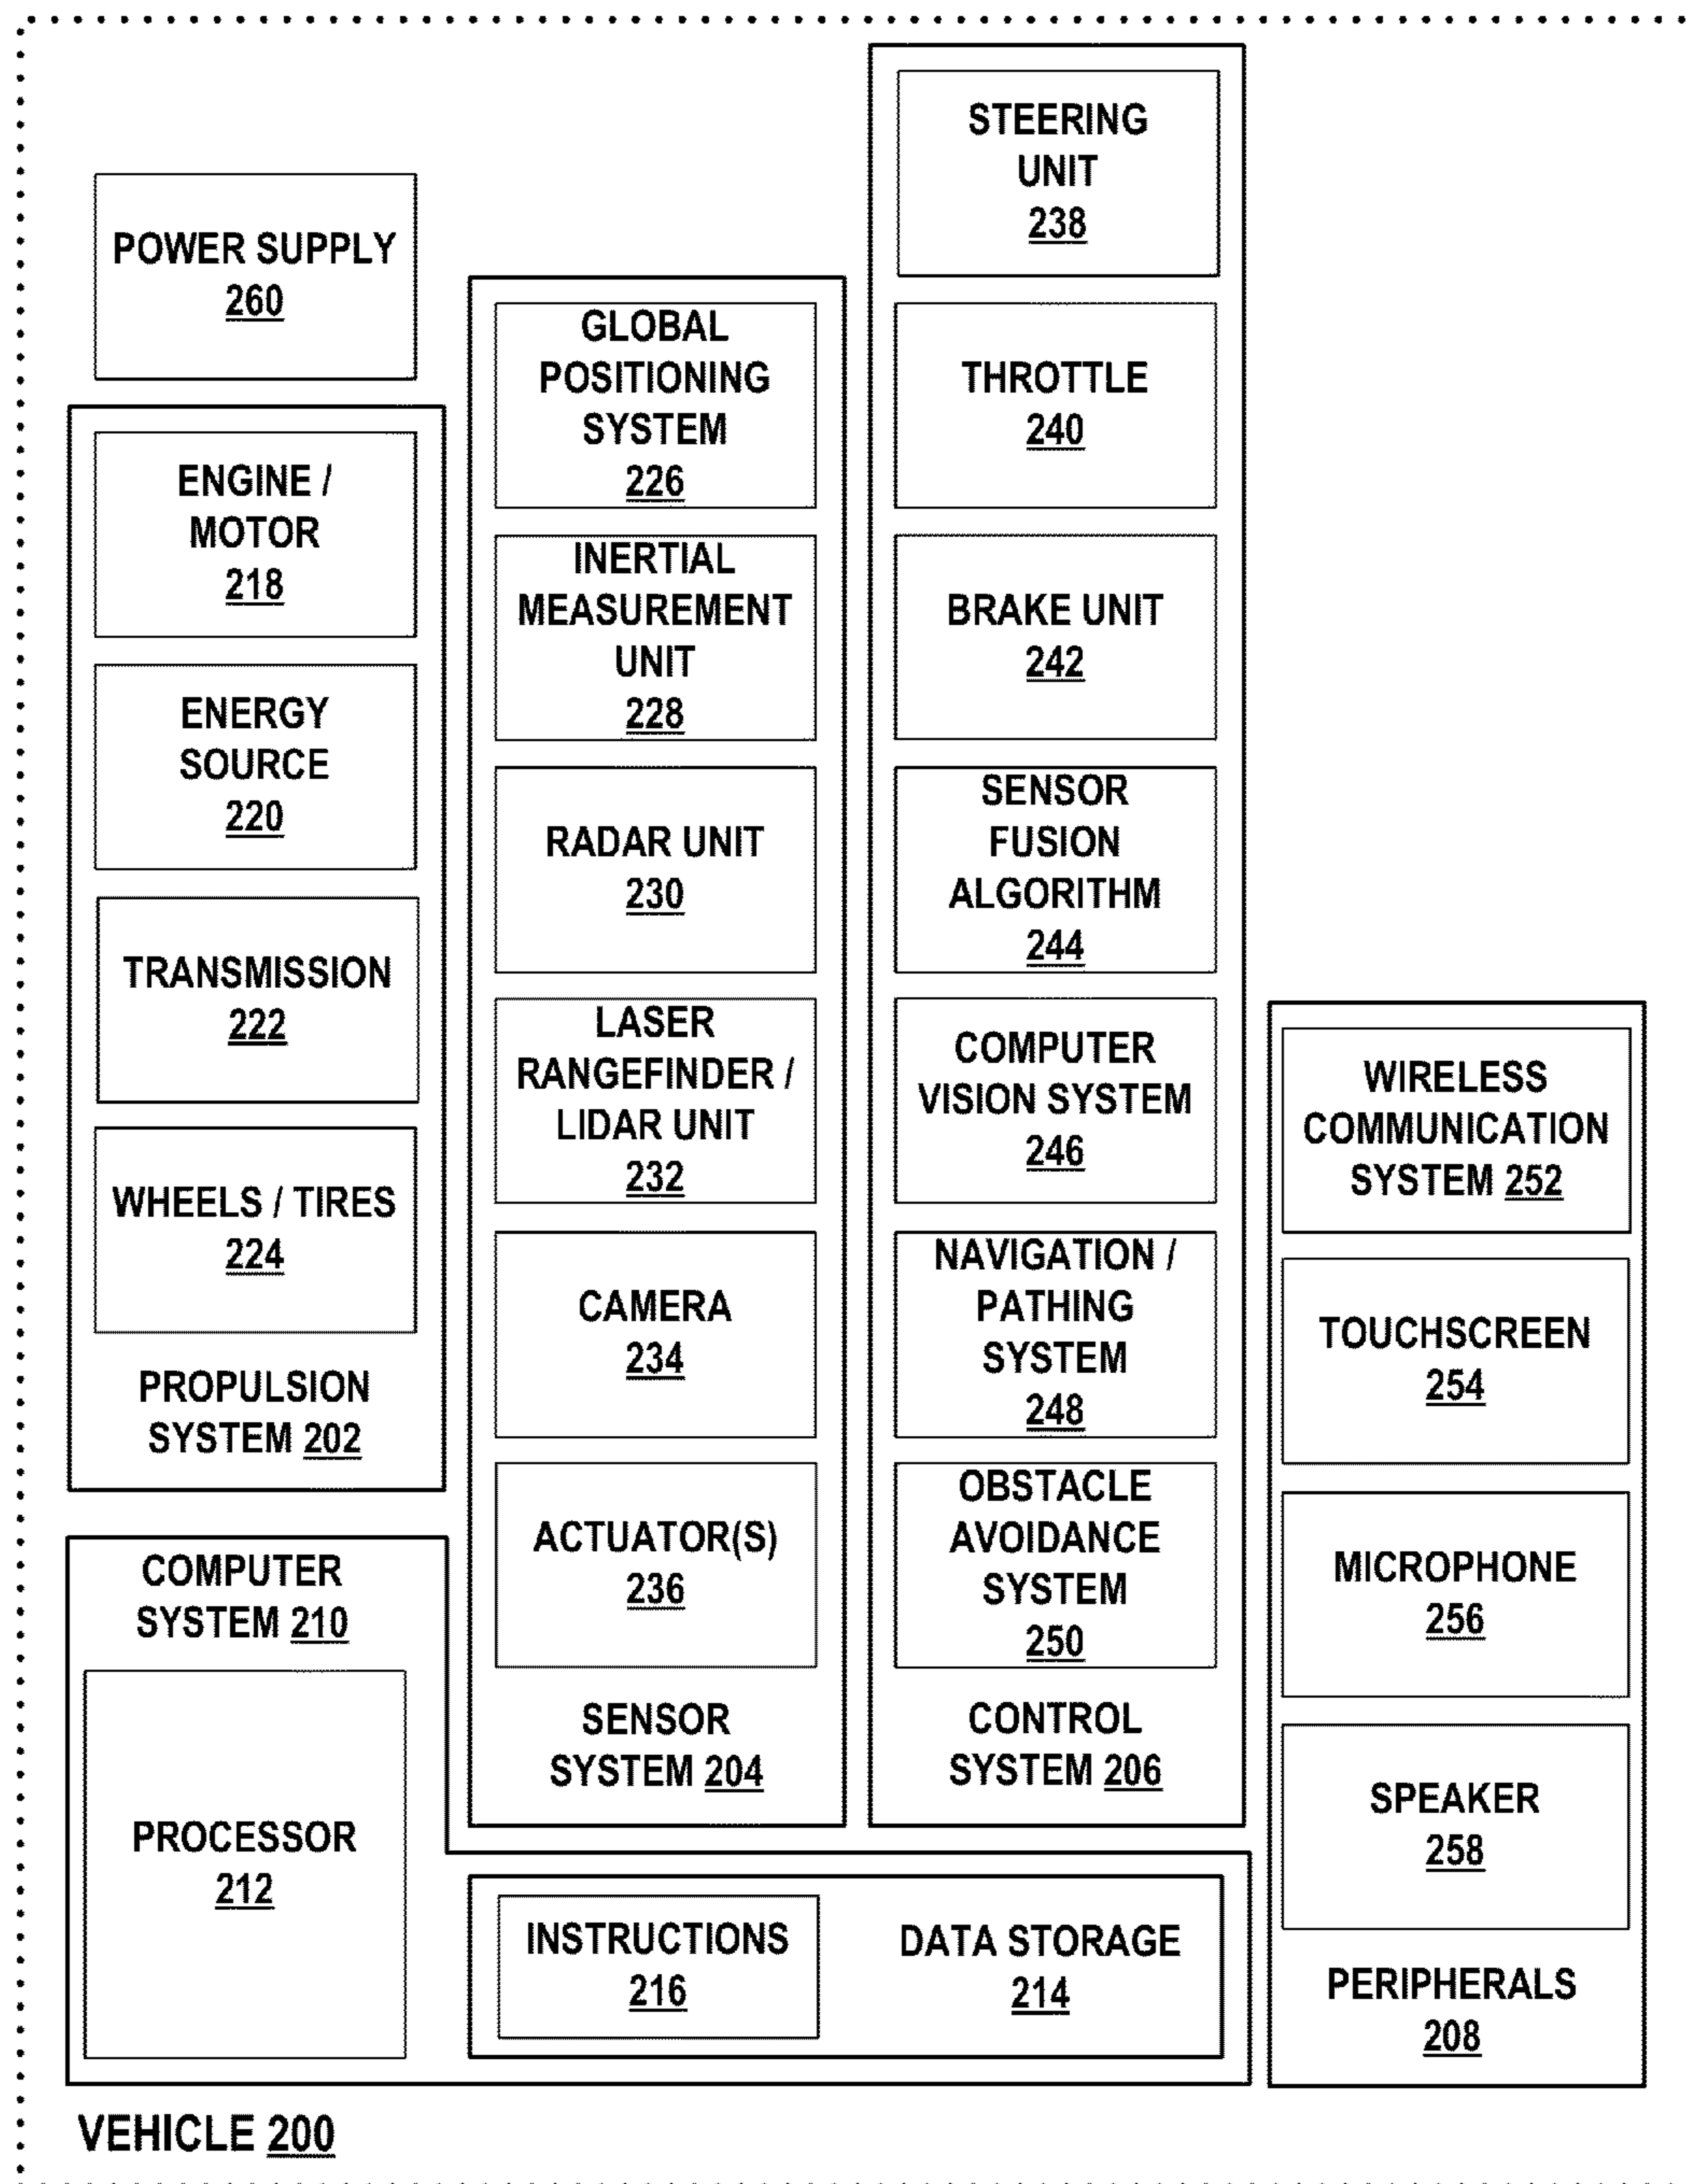 POWER SUPPLY
260
ENGINE /
MOTOR
218
ENERGY
SOURCE
220
TRANSMISSION
222
WHEELS / TIRES
224
PROPULSION
SYSTEM 202
COMPUTER
SYSTEM 210
PROCESSOR
212
GLOBAL
POSITIONING
SYSTEM
226
INERTIAL
MEASUREMENT
UNIT
228
RADAR UNIT
230
LASER
RANGEFINDER /
LIDAR UNIT
232
CAMERA
234
ACTUATOR(S)
236
SENSOR
SYSTEM 204
STEERING
UNIT
238
THROTTLE
240
BRAKE UNIT
242
SENSOR
FUSION
ALGORITHM
244
COMPUTER
VISION SYSTEM
246
NAVIGATION /
PATHING
SYSTEM
248
OBSTACLE
AVOIDANCE
SYSTEM
250
CONTROL
SYSTEM 206
INSTRUCTIONS
216
DATA STORAGE
214
WIRELESS
COMMUNICATION
SYSTEM 252
TOUCHSCREEN
254
MICROPHONE
256
SPEAKER
258
PERIPHERALS
208
VEHICLE 200